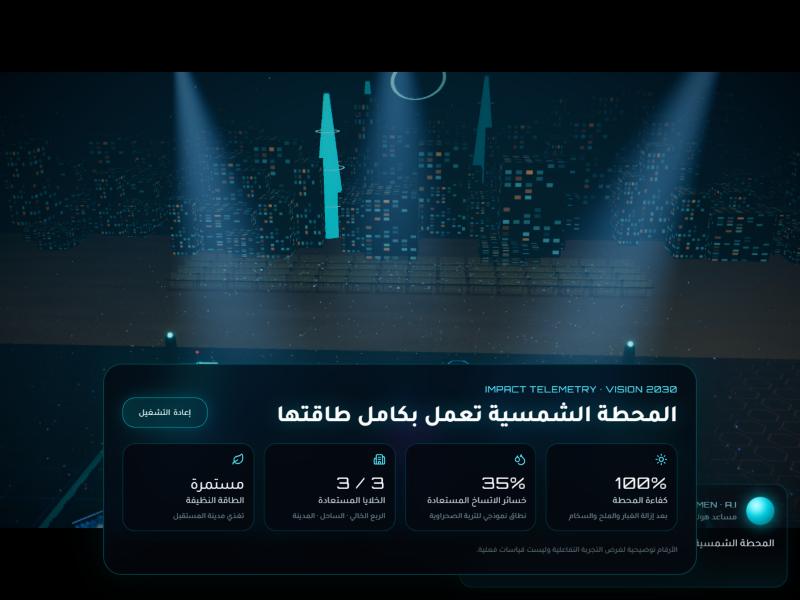 IMPACT TELEMETRY · VISION 2030
المحطة الشمسية تعمل بكامل طاقتها
إعادة التشغيل
100%
كفاءة المحطة
بعد إزالة الغبار والملح والسخام
35%
خسائر الاتساخ المستعادة
نطاق نموذجي للتربة الصحراوية
3 / 3
الخلايا المستعادة
الربع الخالي · الساحل · المدينة
مستمرة
الطاقة النظيفة
تغذي مدينة المستقبل
الأرقام توضيحية لغرض التجربة التفاعلية وليست قياسات فعلية.
A.I
مساعد
المحطة الشمسية